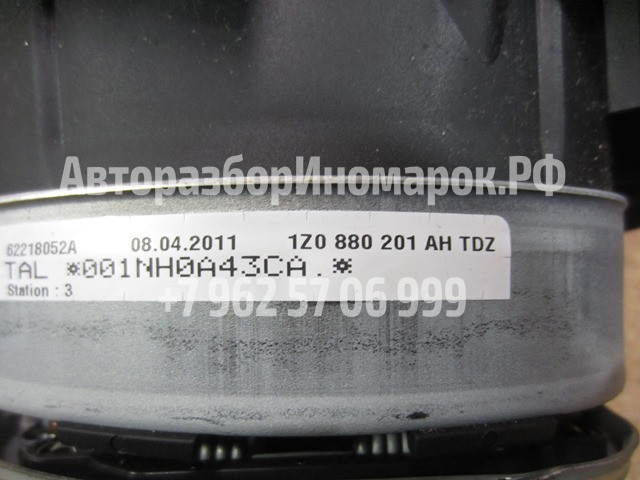 АвторазборИномарок.РФ
62218052A 08.04.2011 1Z0 880 201 AH TDZ
TAL *001NH0A43CA.*
Station : 3
+7 962 57 06 999